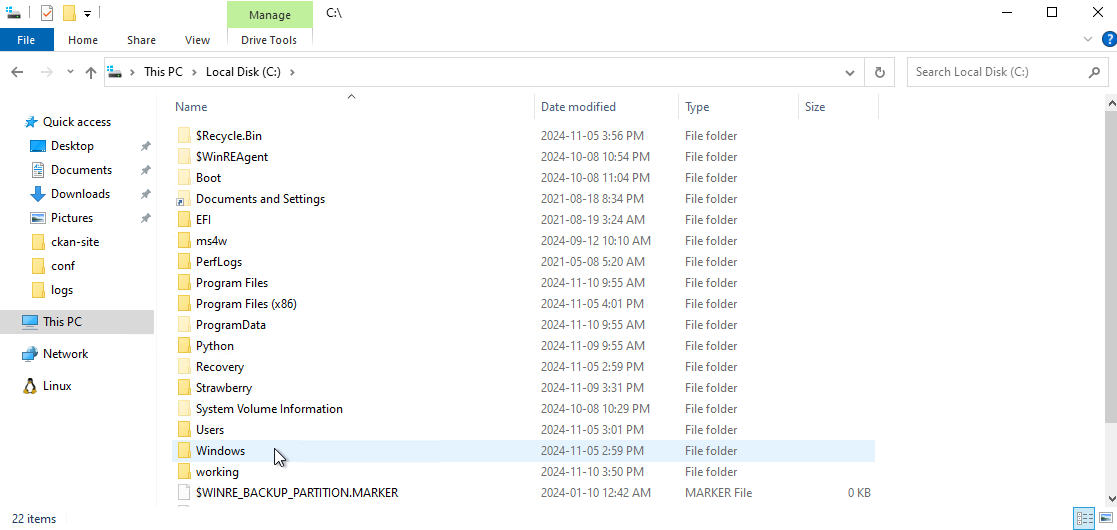 Manage C:\
File Home Share View Drive Tools
This PC Local Disk (C:) Search Local Disk (C:)
Name Date modified Type Size
Quick access
Desktop
Documents
Downloads
Pictures
ckan-site
conf
logs
This PC
Network
Linux
$Recycle.Bin 2024-11-05 3:56 PM File folder
$WinREAgent 2024-10-08 10:54 PM File folder
Boot 2024-10-08 11:04 PM File folder
Documents and Settings 2021-08-18 8:34 PM File folder
EFI 2021-08-19 3:24 AM File folder
ms4w 2024-09-12 10:10 AM File folder
PerfLogs 2021-05-08 5:20 AM File folder
Program Files 2024-11-10 9:55 AM File folder
Program Files (x86) 2024-11-05 4:01 PM File folder
ProgramData 2024-11-10 9:55 AM File folder
Python 2024-11-09 9:55 AM File folder
Recovery 2024-11-05 2:59 PM File folder
Strawberry 2024-11-09 3:31 PM File folder
System Volume Information 2024-10-08 10:29 PM File folder
Users 2024-11-05 3:01 PM File folder
Windows 2024-11-05 2:59 PM File folder
working 2024-11-10 3:50 PM File folder
$WINRE_BACKUP_PARTITION.MARKER 2024-01-10 12:42 AM MARKER File 0 KB
22 items